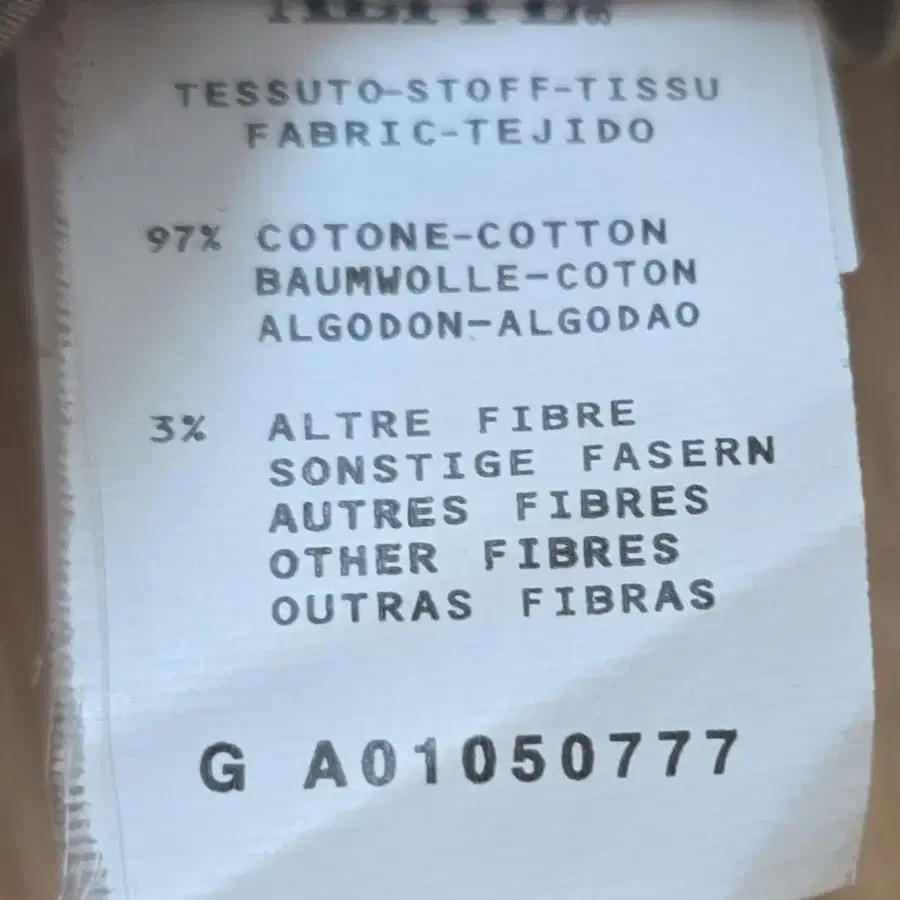 TESSUTO-STOFF-TISSU
FABRIC-TEJIDO
97% COTONE-COTTON
BAUMWOLLE-COTON
ALGODON-ALGODAO
3% ALTRE FIBRE
SONSTIGE FASERN
AUTRES FIBRES
OTHER FIBRES
OUTRAS FIBRAS
G A01050777